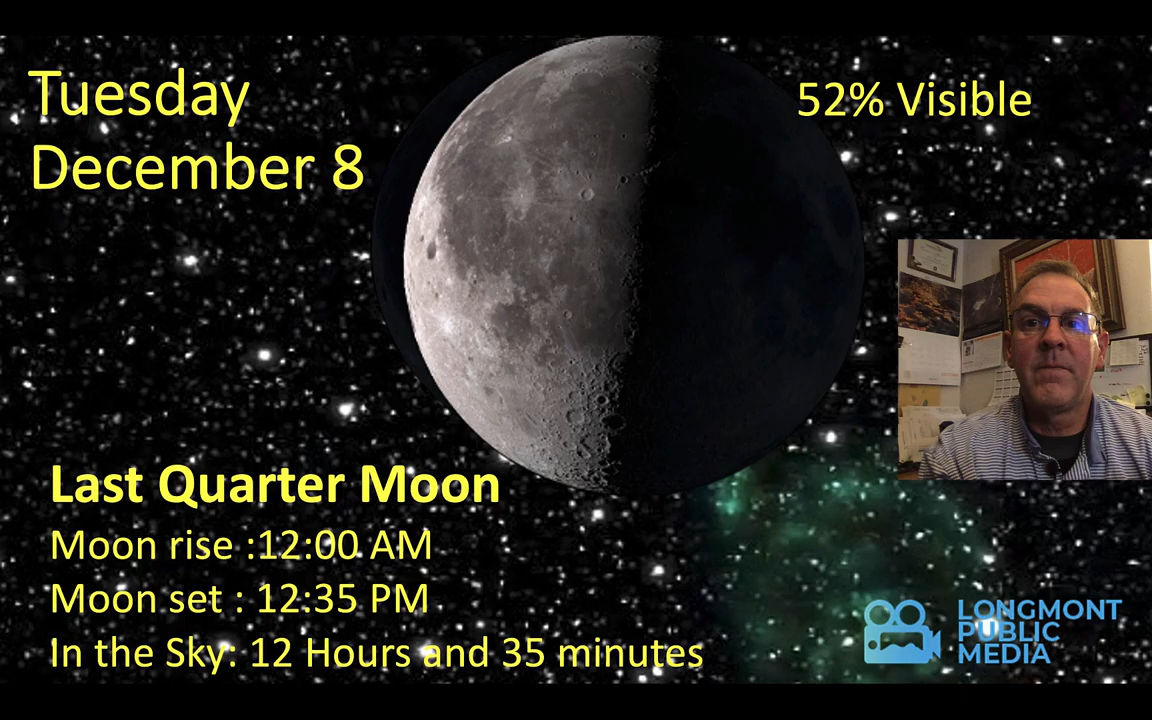 Tuesday
December 8
52% Visible
Last Quarter Moon
Moon rise :12:00 AM
Moon set : 12:35 PM
In the Sky: 12 Hours and 35 minutes
LONGMONT
PUBLIC
MEDIA